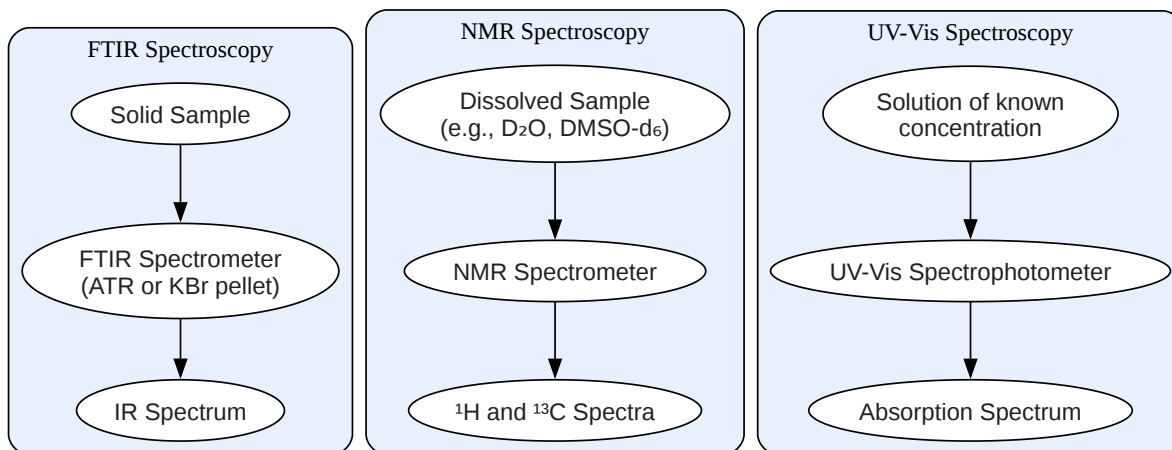 FTIR Spectroscopy
Solid Sample
FTIR Spectrometer
(ATR or KBr pellet)
IR Spectrum
NMR Spectroscopy
Dissolved Sample
(e.g., D₂O, DMSO-d₆)
NMR Spectrometer
¹H and ¹³C Spectra
UV-Vis Spectroscopy
Solution of known
concentration
UV-Vis Spectrophotometer
Absorption Spectrum